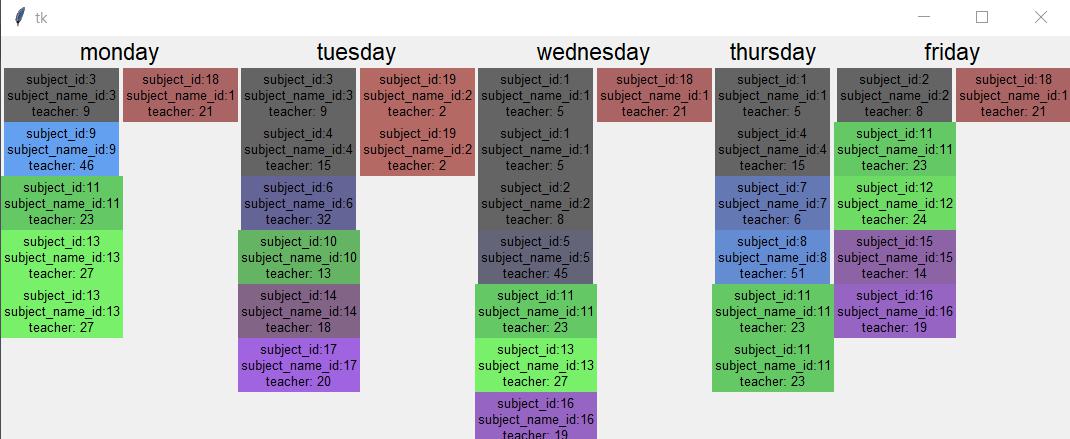 tk
monday
subject_id:3
subject_name_id:3
teacher: 9
subject_id:18
subject_name_id:1
teacher: 21
subject_id:9
subject_name_id:9
teacher: 46
subject_id:11
subject_name_id:11
teacher: 23
subject_id:13
subject_name_id:13
teacher: 27
subject_id:13
subject_name_id:13
teacher: 27
tuesday
subject_id:3
subject_name_id:3
teacher: 9
subject_id:19
subject_name_id:2
teacher: 2
subject_id:4
subject_name_id:4
teacher: 15
subject_id:19
subject_name_id:2
teacher: 2
subject_id:6
subject_name_id:6
teacher: 32
subject_id:10
subject_name_id:10
teacher: 13
subject_id:14
subject_name_id:14
teacher: 18
subject_id:17
subject_name_id:17
teacher: 20
wednesday
subject_id:1
subject_name_id:1
teacher: 5
subject_id:18
subject_name_id:1
teacher: 21
subject_id:1
subject_name_id:1
teacher: 5
subject_id:2
subject_name_id:2
teacher: 8
subject_id:5
subject_name_id:5
teacher: 45
subject_id:11
subject_name_id:11
teacher: 23
subject_id:13
subject_name_id:13
teacher: 27
subject_id:16
subject_name_id:16
teacher: 19
thursday
subject_id:1
subject_name_id:1
teacher: 5
subject_id:4
subject_name_id:4
teacher: 15
subject_id:7
subject_name_id:7
teacher: 6
subject_id:8
subject_name_id:8
teacher: 51
subject_id:11
subject_name_id:11
teacher: 23
subject_id:11
subject_name_id:11
teacher: 23
friday
subject_id:2
subject_name_id:2
teacher: 8
subject_id:18
subject_name_id:1
teacher: 21
subject_id:11
subject_name_id:11
teacher: 23
subject_id:12
subject_name_id:12
teacher: 24
subject_id:15
subject_name_id:15
teacher: 14
subject_id:16
subject_name_id:16
teacher: 19